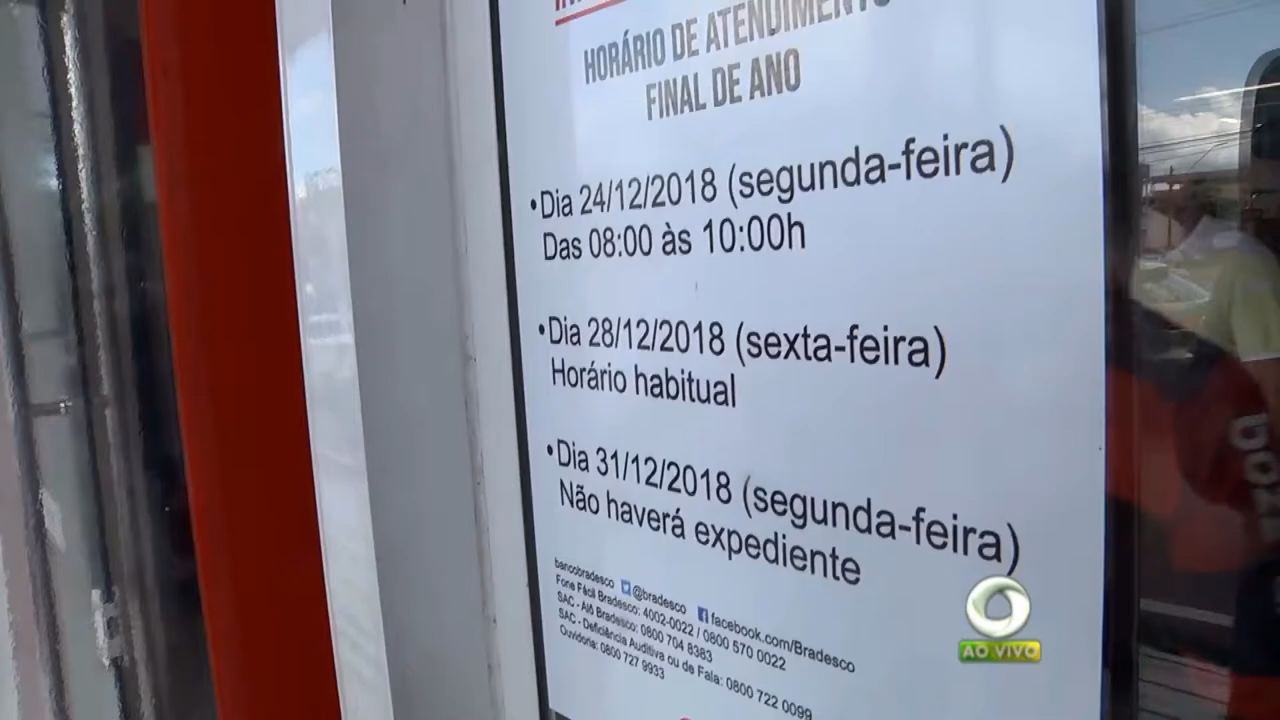 HORÁRIO DE ATENDIMENTO
FINAL DE ANO
•Dia 24/12/2018 (segunda-feira)
Das 08:00 às 10:00h
•Dia 28/12/2018 (sexta-feira)
Horário habitual
•Dia 31/12/2018 (segunda-feira)
Não haverá expediente
bancobradesco @bradesco facebook.com/Bradesco
Fone Fácil Bradesco: 4002-0022 / 0800 570 0022
SAC - Alô Bradesco: 0800 704 8383
SAC - Deficiência Auditiva ou de Fala: 0800 722 0099
Ouvidoria: 0800 727 9933
AO VIVO